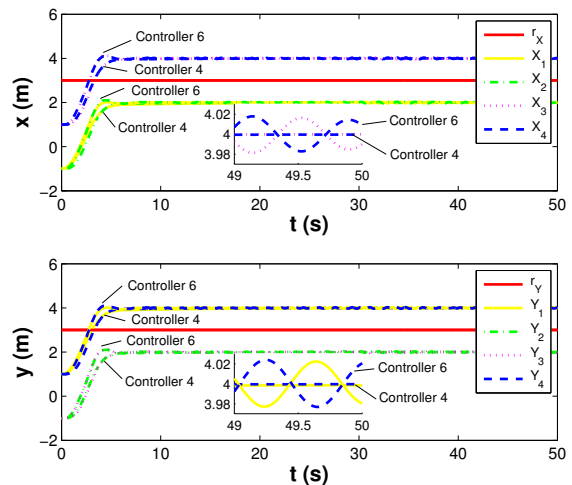 6
4
2
0
−2
x (m)
0
10
20
30
40
50
t (s)
Controller 6
Controller 4
Controller 6
Controller 4
4.02
4
3.98
49
49.5
50
Controller 6
Controller 4
r_X
X_1
X_2
X_3
X_4
6
4
2
0
−2
y (m)
0
10
20
30
40
50
t (s)
Controller 6
Controller 4
Controller 6
Controller 4
4.02
4
3.98
49
49.5
50
Controller 6
Controller 4
r_Y
Y_1
Y_2
Y_3
Y_4